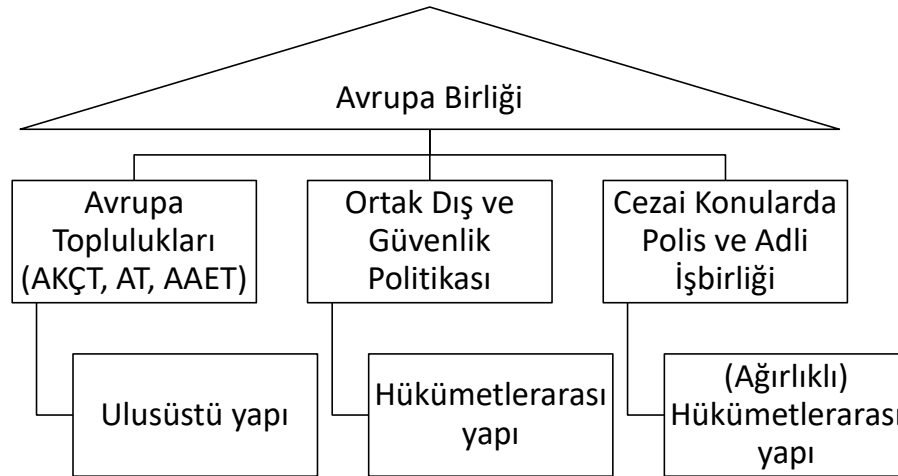 Avrupa Birliği
Avrupa
Toplulukları
(AKÇT, AT, AAET)
Ortak Dış ve
Güvenlik
Politikası
Cezai Konularda
Polis ve Adli
İşbirliği
Ulusüstü yapı
Hükümetlerarası
yapı
(Ağırlıklı)
Hükümetlerarası
yapı